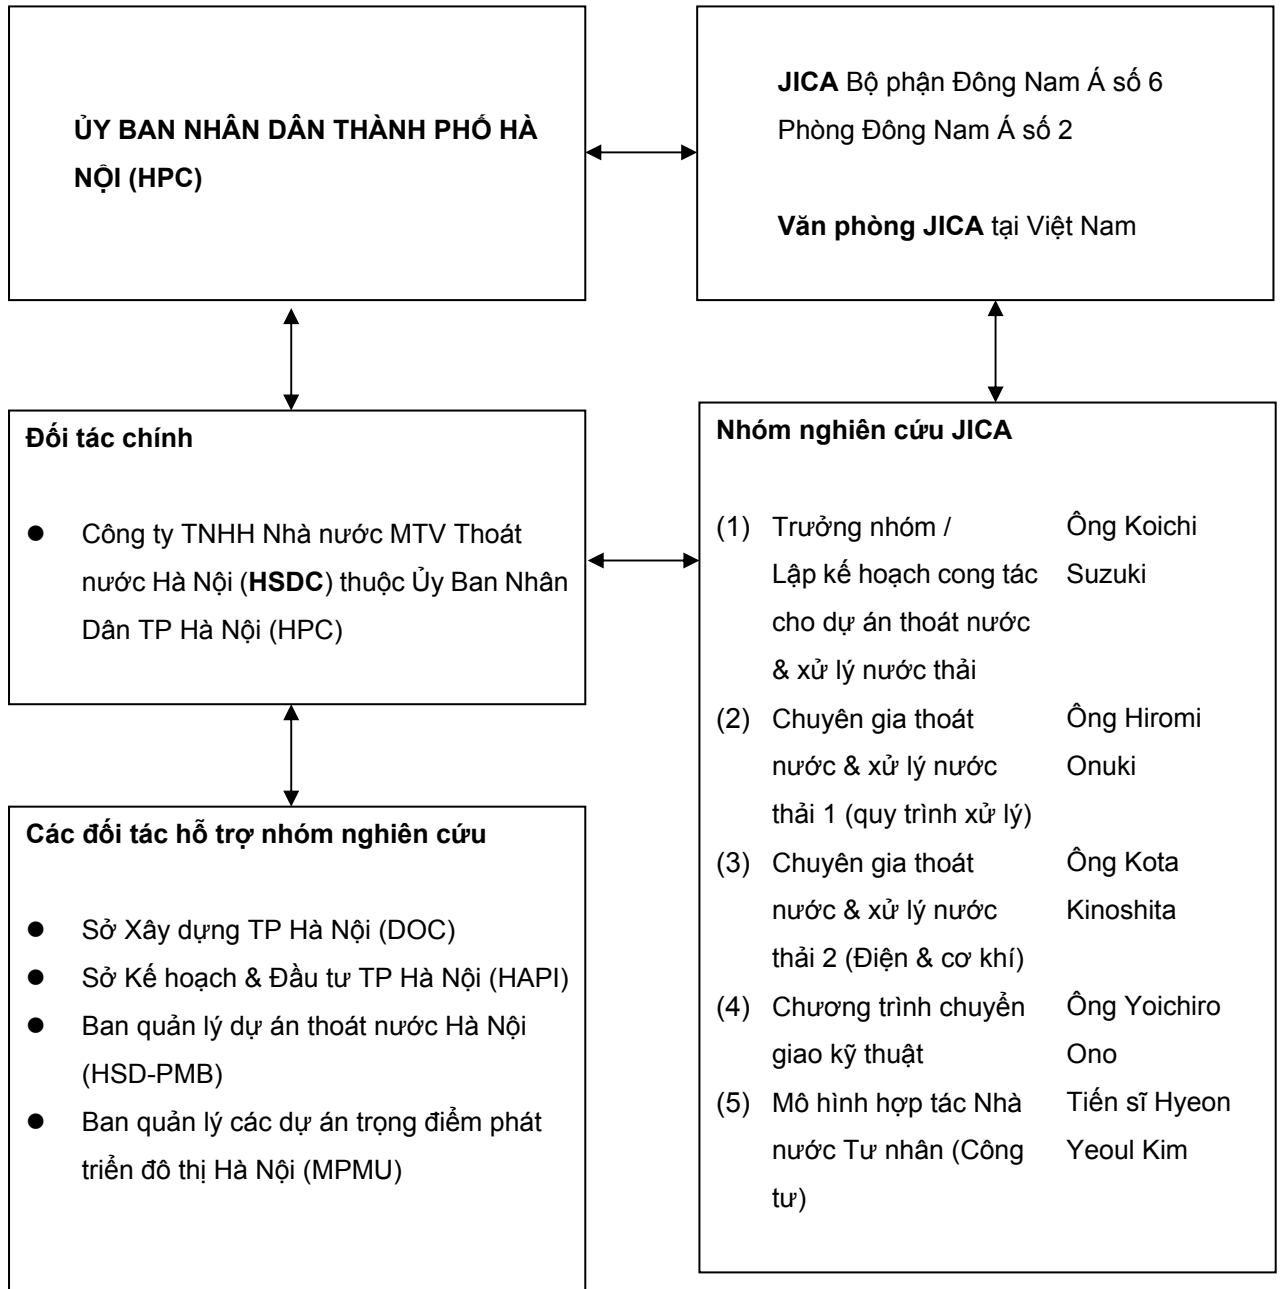 ỦY BAN NHÂN DÂN THÀNH PHỐ HÀ
NỘI (HPC)
JICA Bộ phận Đông Nam Á số 6
Phòng Đông Nam Á số 2
Văn phòng JICA tại Việt Nam
Đối tác chính
● Công ty TNHH Nhà nước MTV Thoát
nước Hà Nội (HSDC) thuộc Ủy Ban Nhân
Dân TP Hà Nội (HPC)
Các đối tác hỗ trợ nhóm nghiên cứu
● Sở Xây dựng TP Hà Nội (DOC)
● Sở Kế hoạch & Đầu tư TP Hà Nội (HAPI)
● Ban quản lý dự án thoát nước Hà Nội
(HSD-PMB)
● Ban quản lý các dự án trọng điểm phát
triển đô thị Hà Nội (MPMU)
Nhóm nghiên cứu JICA
(1) Trưởng nhóm / Ông Koichi
Lập kế hoạch cong tác Suzuki
cho dự án thoát nước
& xử lý nước thải
(2) Chuyên gia thoát Ông Hiromi
nước & xử lý nước Onuki
thải 1 (quy trình xử lý)
(3) Chuyên gia thoát Ông Kota
nước & xử lý nước Kinoshita
thải 2 (Điện & cơ khí)
(4) Chương trình chuyển Ông Yoichiro
giao kỹ thuật Ono
(5) Mô hình hợp tác Nhà Tiến sĩ Hyeon
nước Tư nhân (Công Yeoul Kim
tư)